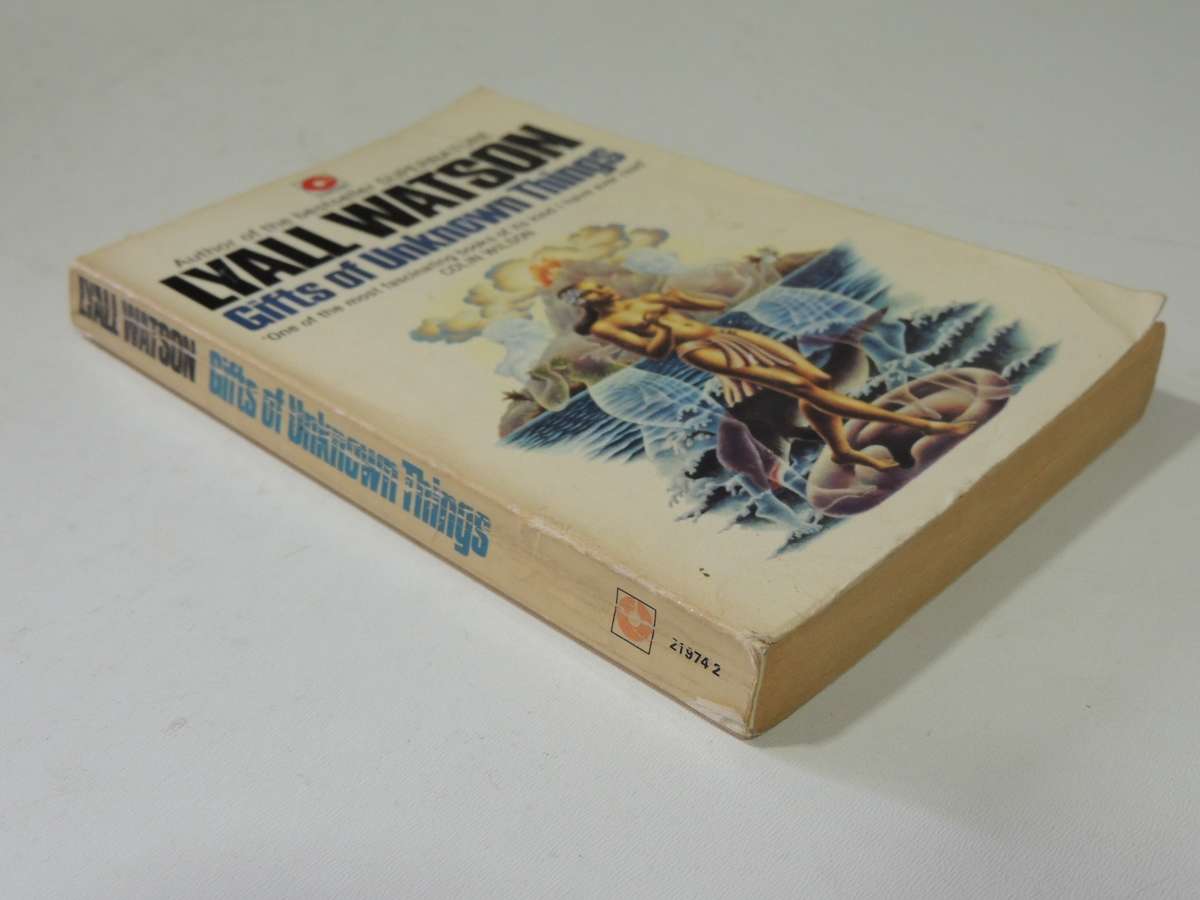 Author of the bestseller SUPERNATURE
LYALL WATSON
Gifts of Unknown Things
'One of the most fascinating books of its kind I have ever read'
COLIN WILSON
LYALL WATSON Gifts of Unknown Things
21974 2